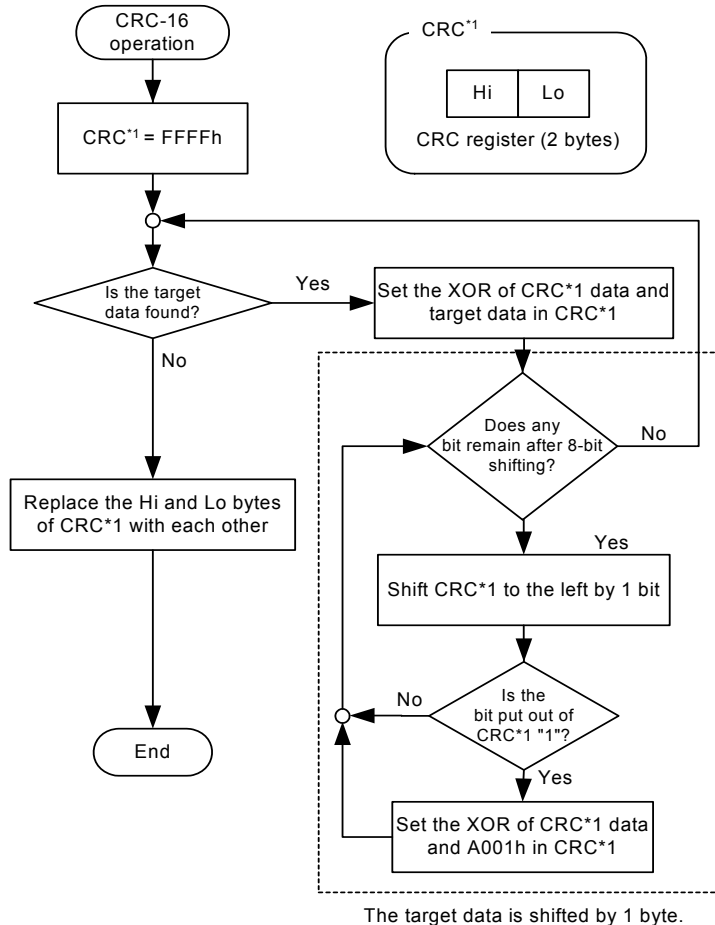 CRC-16
operation
CRC*1
Hi
Lo
CRC register (2 bytes)
CRC*1 = FFFFh
Is the target
data found?
Yes
No
Set the XOR of CRC*1 data and
target data in CRC*1
Does any
bit remain after 8-bit
shifting?
No
Yes
Replace the Hi and Lo bytes
of CRC*1 with each other
Shift CRC*1 to the left by 1 bit
Is the
bit put out of
CRC*1 "1"?
No
Yes
End
Set the XOR of CRC*1 data
and A001h in CRC*1
The target data is shifted by 1 byte.